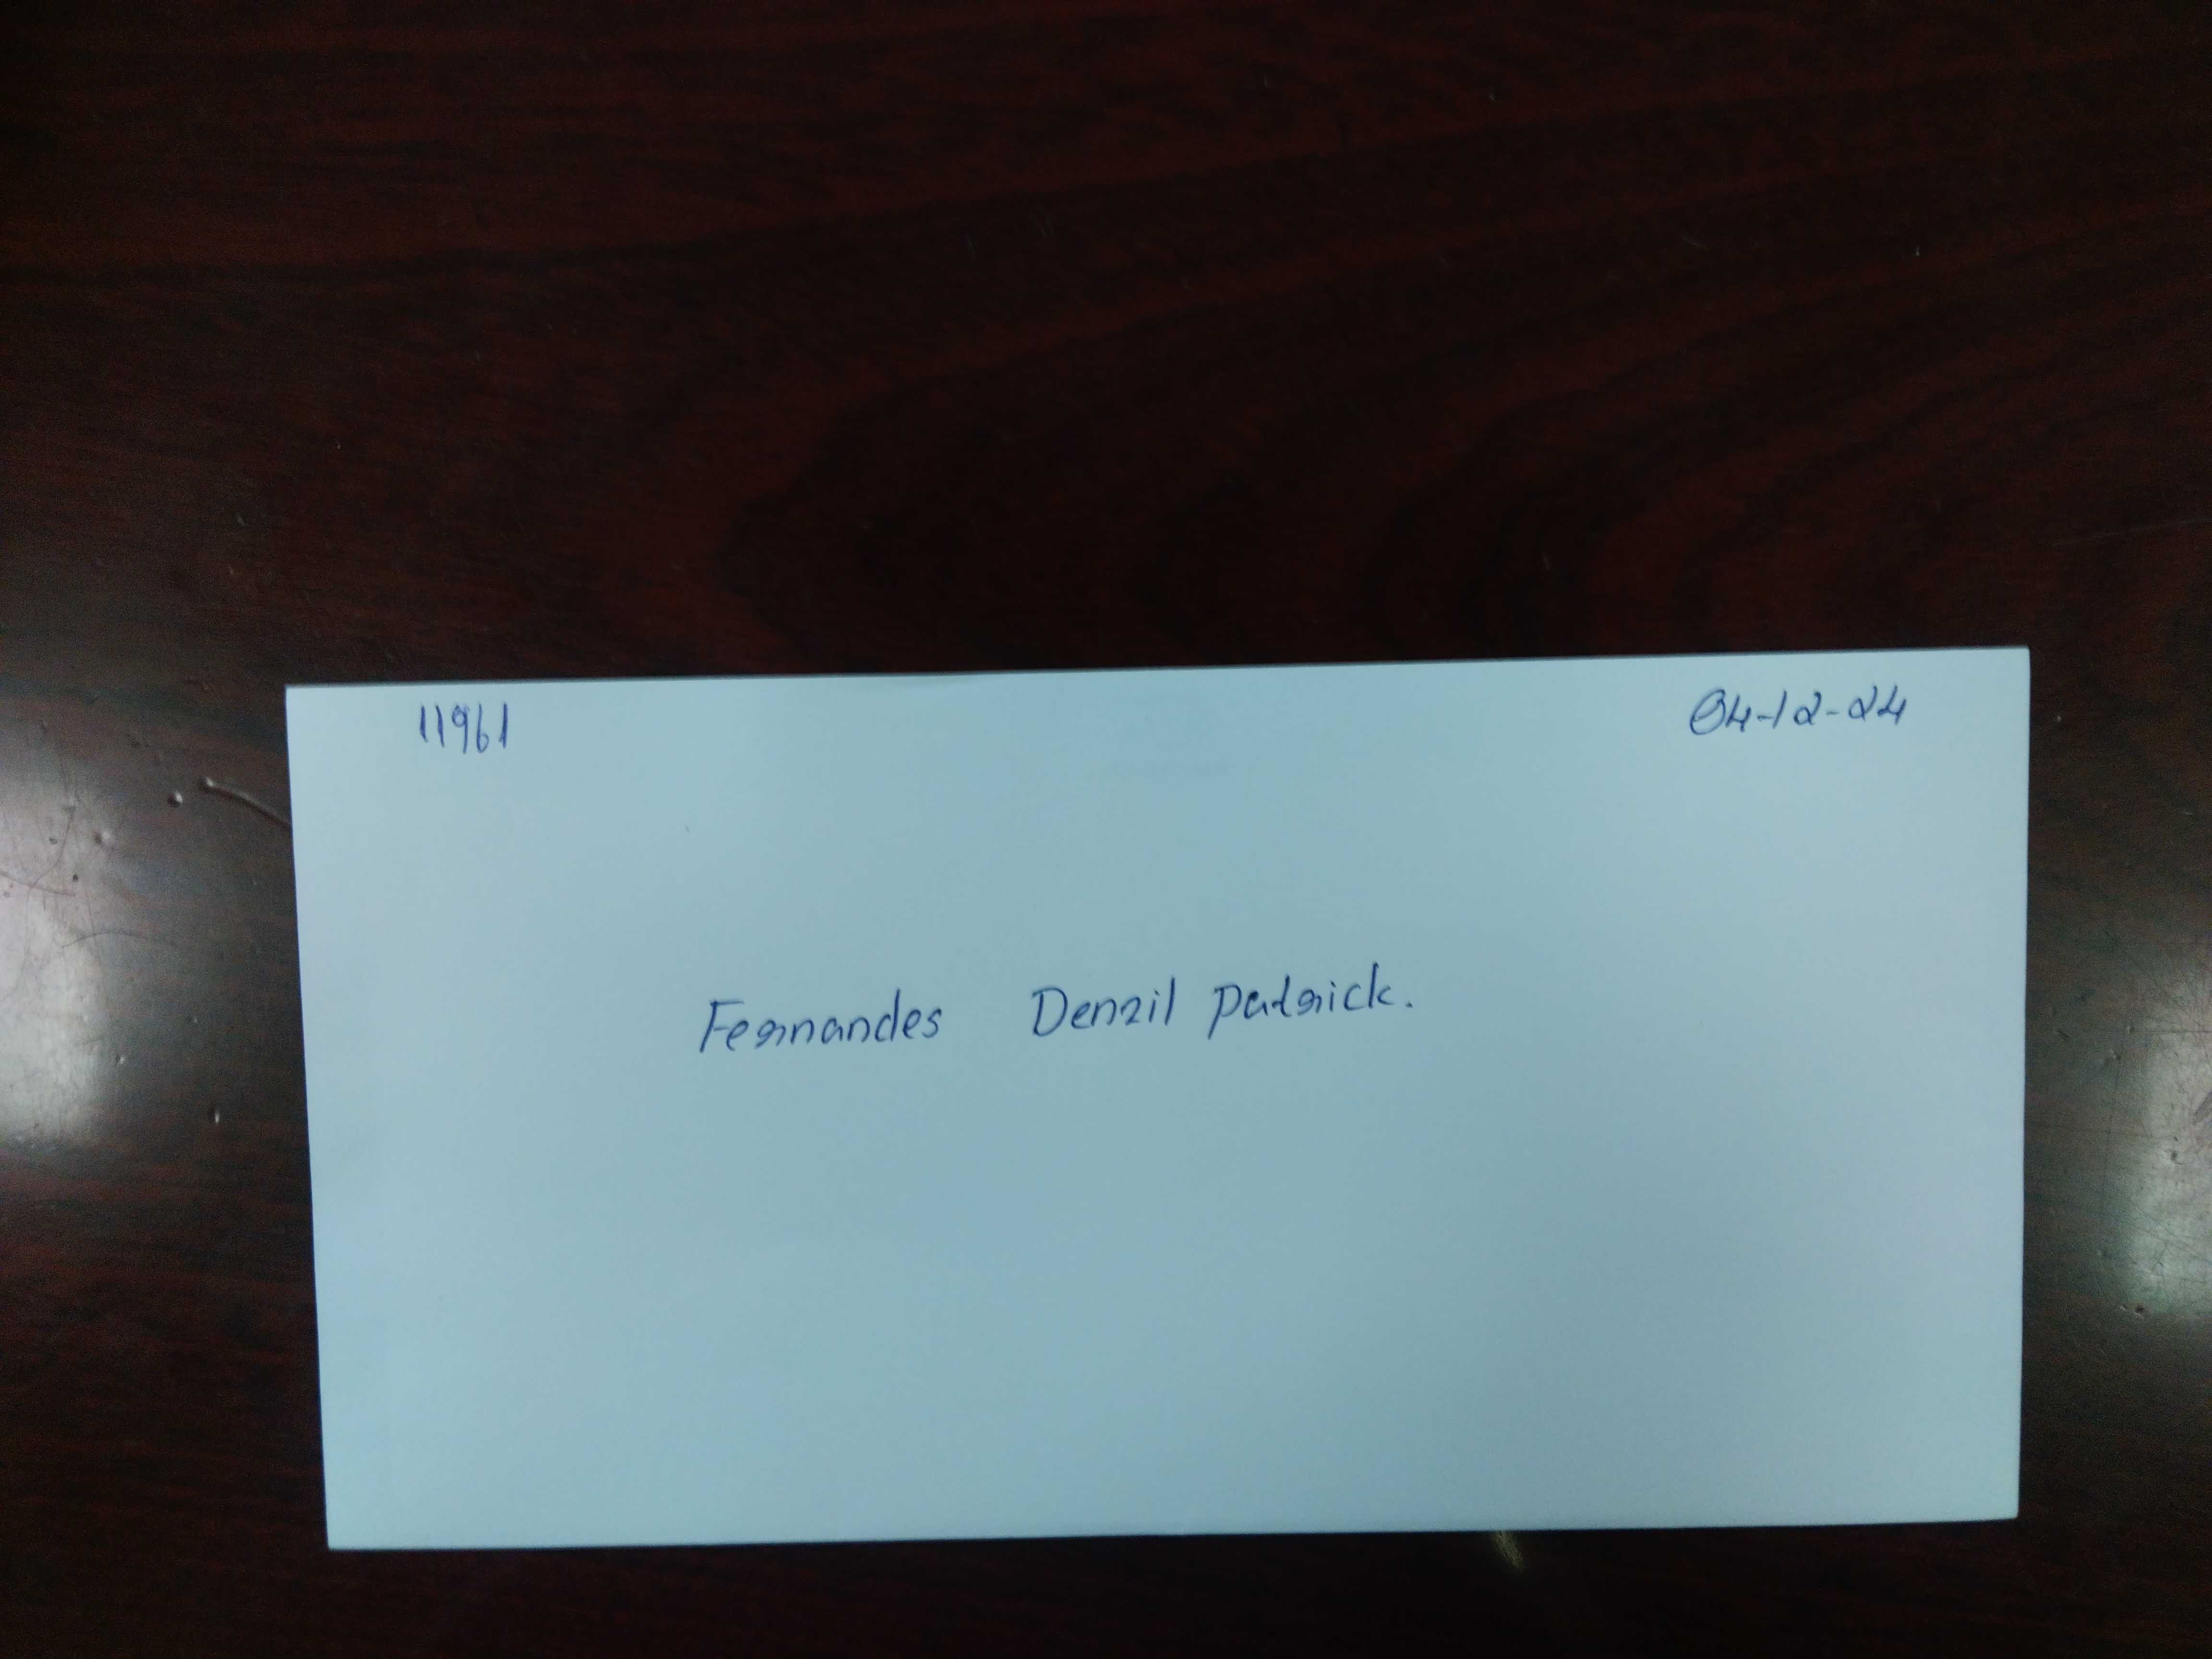 11961 04-12-24
Fernandes Denzil Patrick.